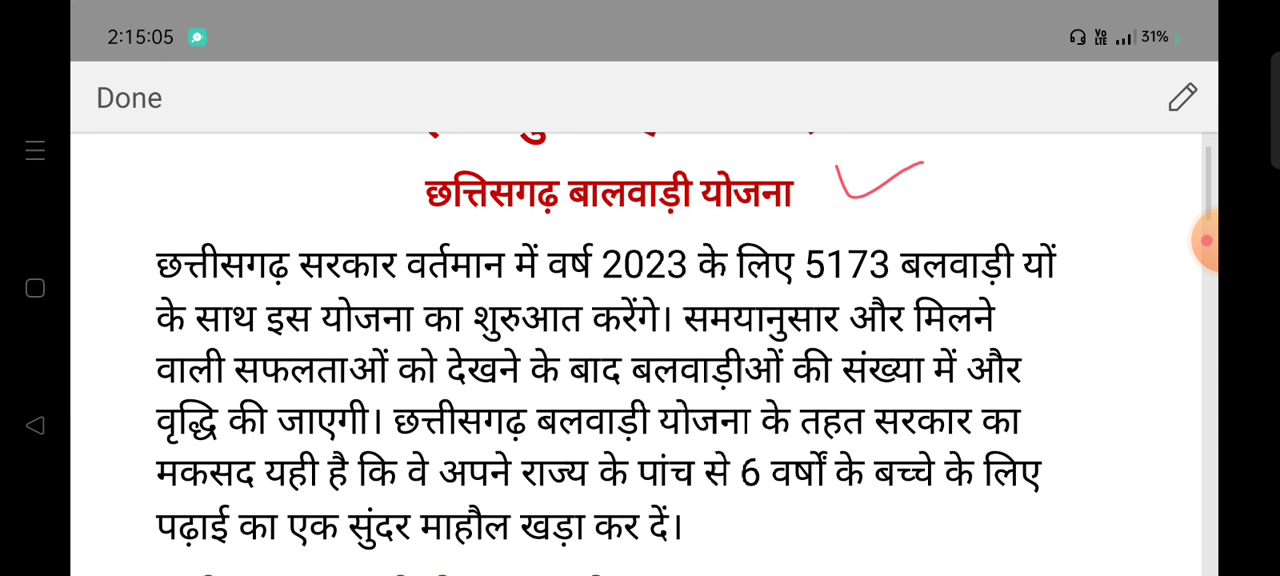 2:15:05
Vo LTE 31%
Done
छत्तिसगढ़ बालवाड़ी योजना
छत्तीसगढ़ सरकार वर्तमान में वर्ष 2023 के लिए 5173 बलवाड़ी यों
के साथ इस योजना का शुरुआत करेंगे। समयानुसार और मिलने
वाली सफलताओं को देखने के बाद बलवाड़ीओं की संख्या में और
वृद्धि की जाएगी। छत्तीसगढ़ बलवाड़ी योजना के तहत सरकार का
मकसद यही है कि वे अपने राज्य के पांच से 6 वर्षों के बच्चे के लिए
पढ़ाई का एक सुंदर माहौल खड़ा कर दें।